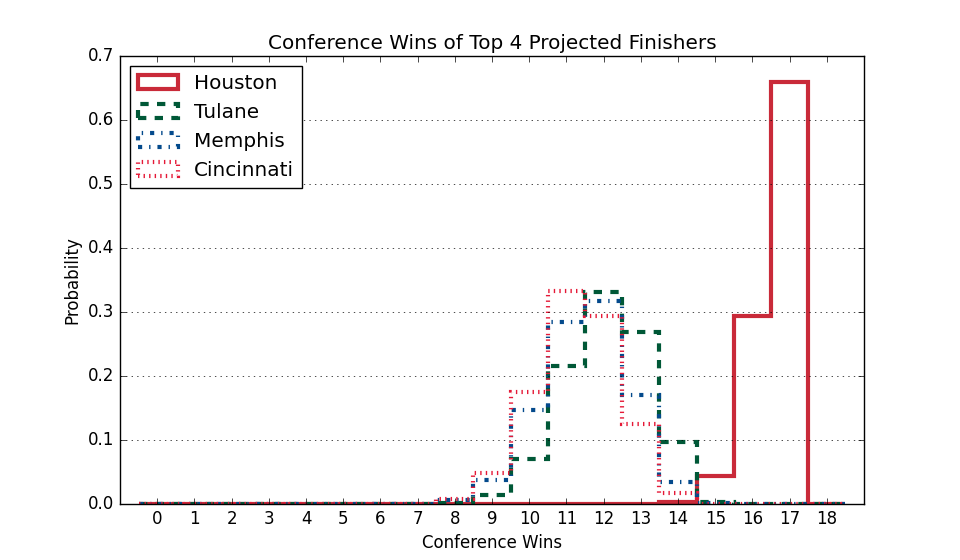 Conference Wins of Top 4 Projected Finishers
0.7
0.6
0.5
0.4
0.3
0.2
0.1
0.0
Probability
Houston
Tulane
Memphis
Cincinnati
0 1 2 3 4 5 6 7 8 9 10 11 12 13 14 15 16 17 18
Conference Wins